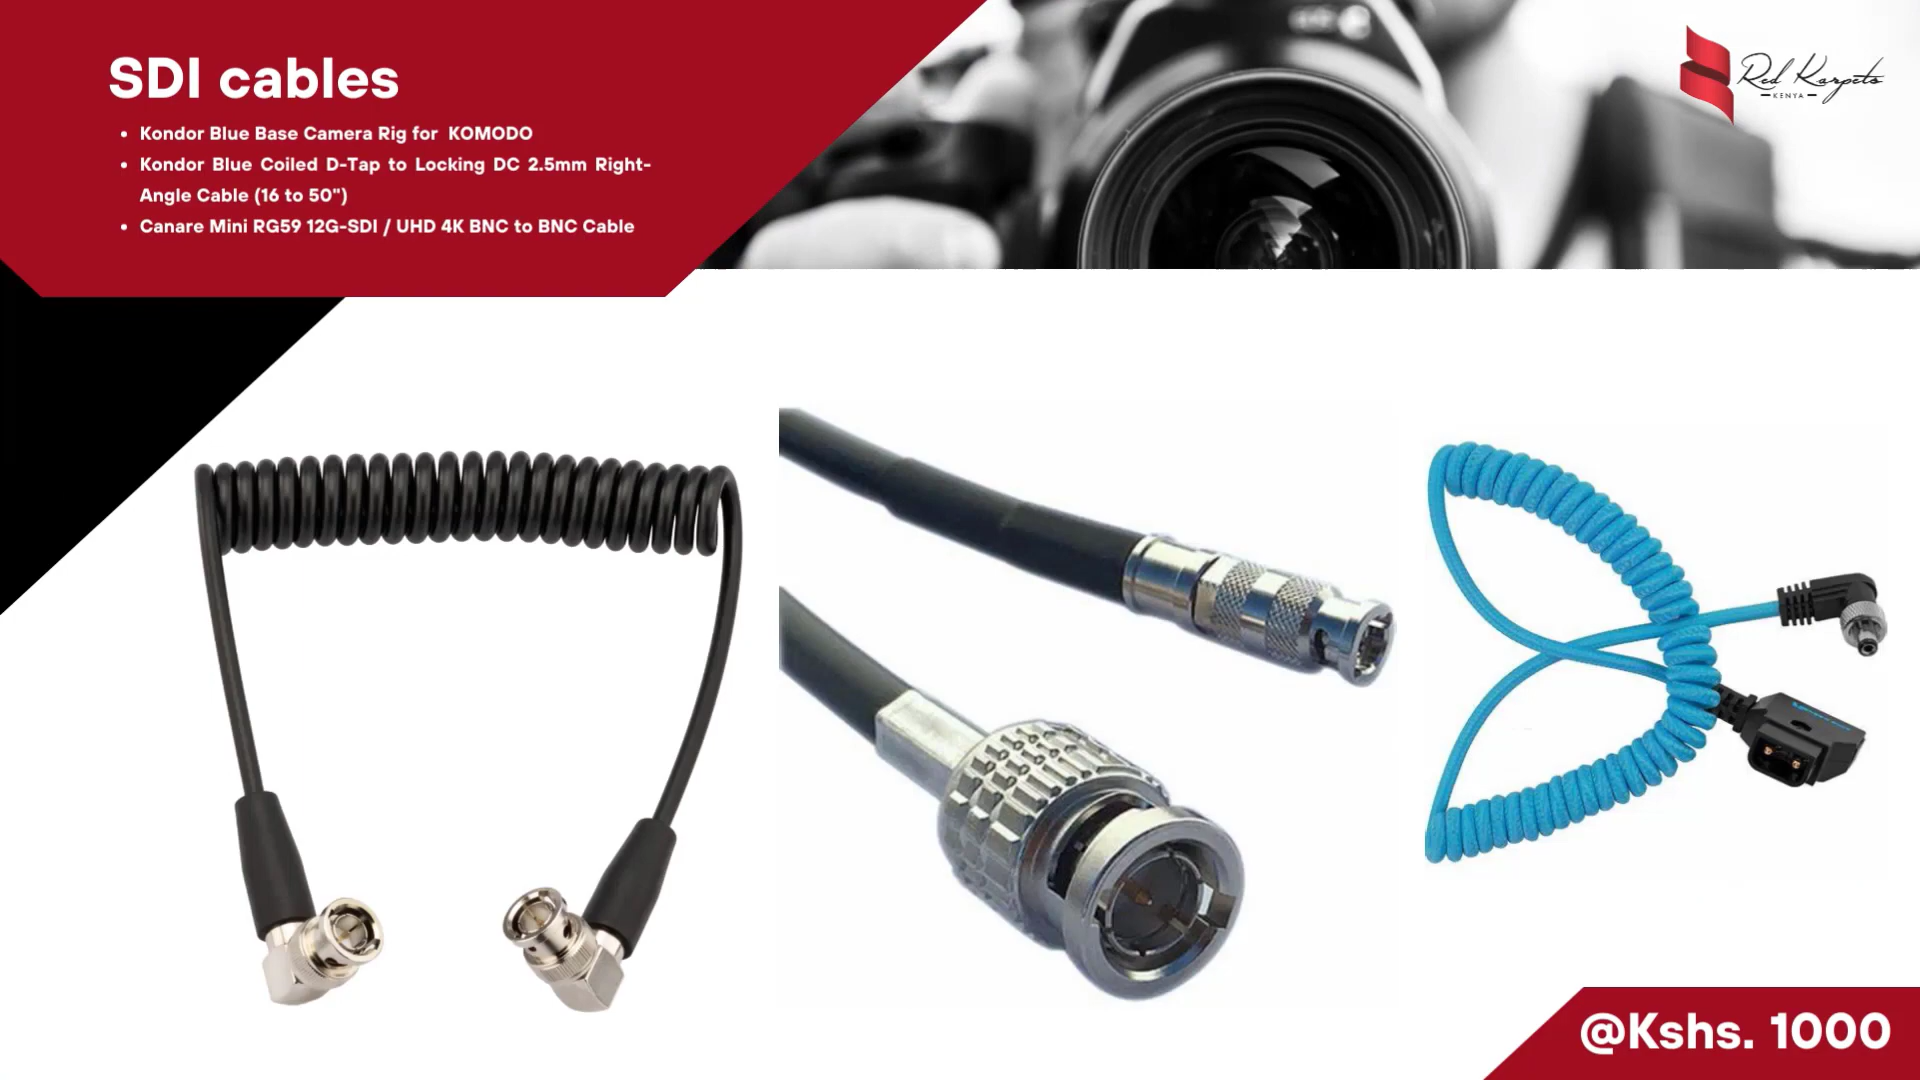 SDI cables
Red Karpets
KENYA
• Kondor Blue Base Camera Rig for KOMODO
• Kondor Blue Coiled D-Tap to Locking DC 2.5mm Right-
Angle Cable (16 to 50")
• Canare Mini RG59 12G-SDI / UHD 4K BNC to BNC Cable
@Kshs. 1000